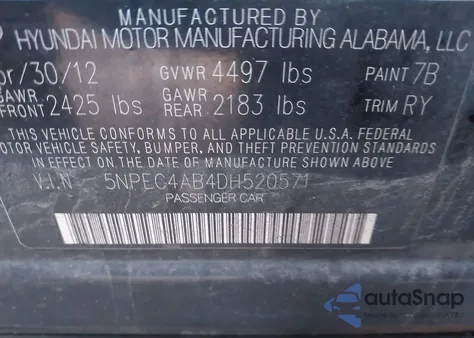 MANUFACTURED BY
HYUNDAI MOTOR MANUFACTURING ALABAMA, LLC
/30/12 GVWR 4497 lbs PAINT 7B
GAWR FRONT 2425 lbs GAWR REAR 2183 lbs TRIM RY
THIS VEHICLE CONFORMS TO ALL APPLICABLE U.S.A. FEDERAL
MOTOR VEHICLE SAFETY, BUMPER, AND THEFT PREVENTION
STANDARDS IN EFFECT ON THE DATE OF MANUFACTURE SHOWN ABOVE.
V.I.N 5NPEC4AB4DH520571
PASSENGER CAR
autoSnap